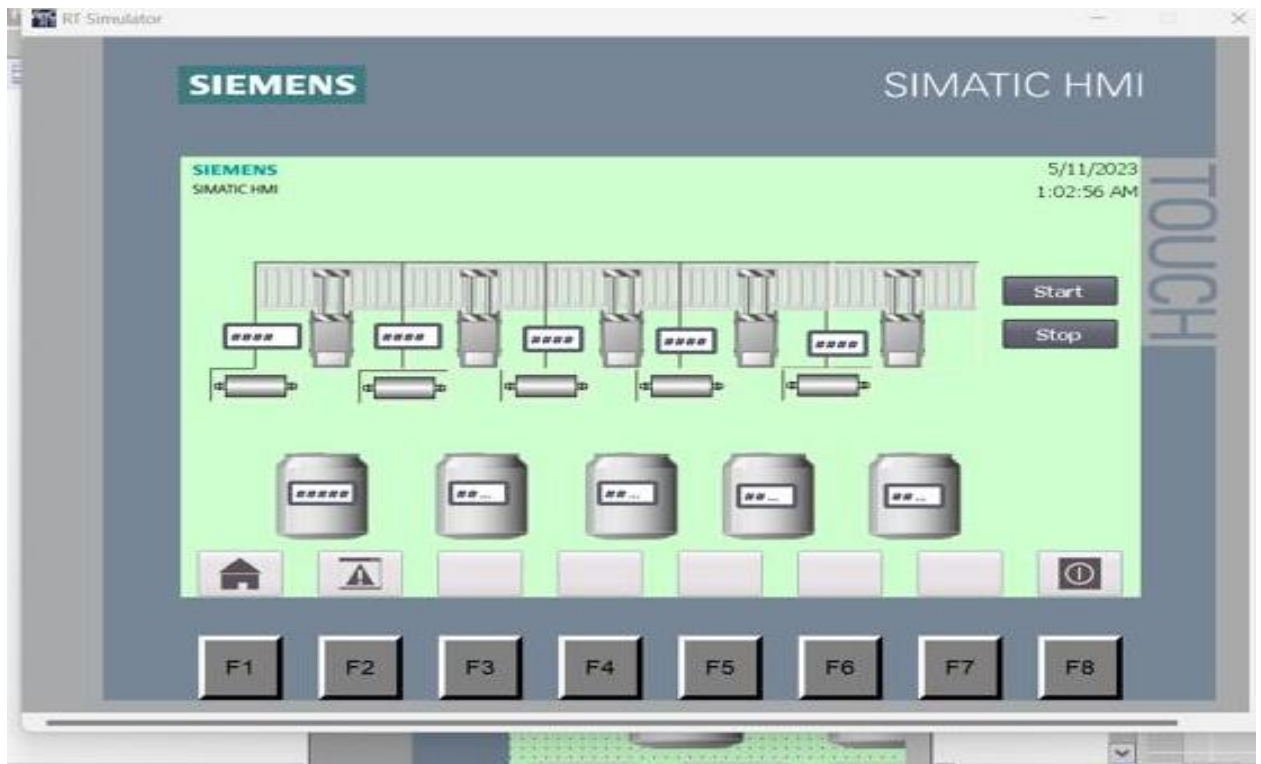 RT Simulator
SIEMENS
SIMATIC HMI
SIEMENS
SIMATIC HMI
5/11/2023
1:02:56 AM
TOUCH
Start
Stop
#### #### #### #### ####
##### ##... ##... ##... ##...
F1 F2 F3 F4 F5 F6 F7 F8